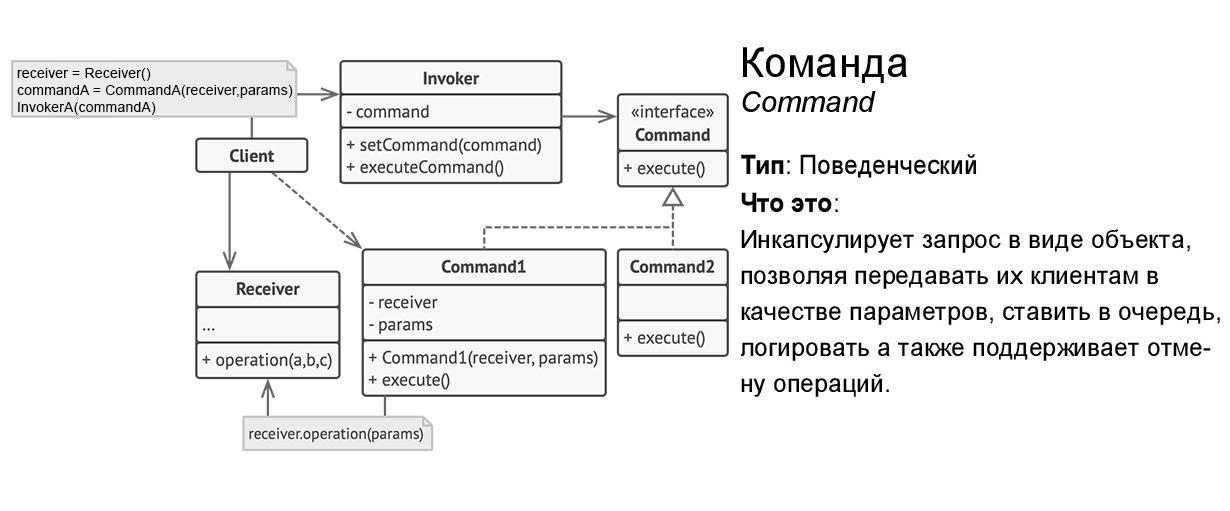 receiver = Receiver()
commandA = CommandA(receiver,params)
InvokerA(commandA)
Client
Invoker
- command
+ setCommand(command)
+ executeCommand()
«interface»
Command
+ execute()
Receiver
...
+ operation(a,b,c)
Command1
- receiver
- params
+ Command1(receiver, params)
+ execute()
Command2
+ execute()
receiver.operation(params)
Команда
Command
Тип: Поведенческий
Что это:
Инкапсулирует запрос в виде объекта,
позволяя передавать их клиентам в
качестве параметров, ставить в очередь,
логировать а также поддерживает отме-
ну операций.